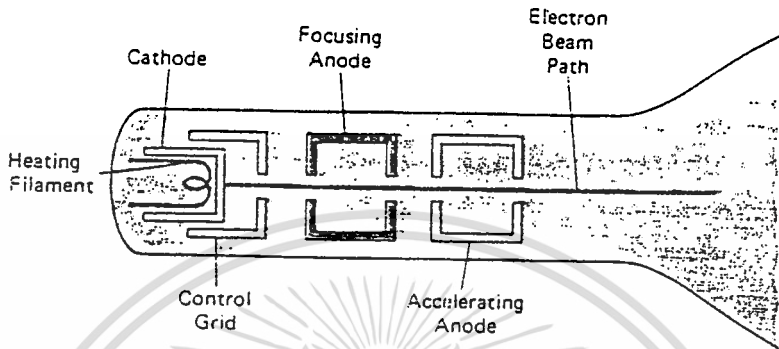 Cathode
Focusing
Anode
Electron
Beam
Path
Heating
Filament
Control
Grid
Accelerating
Anode